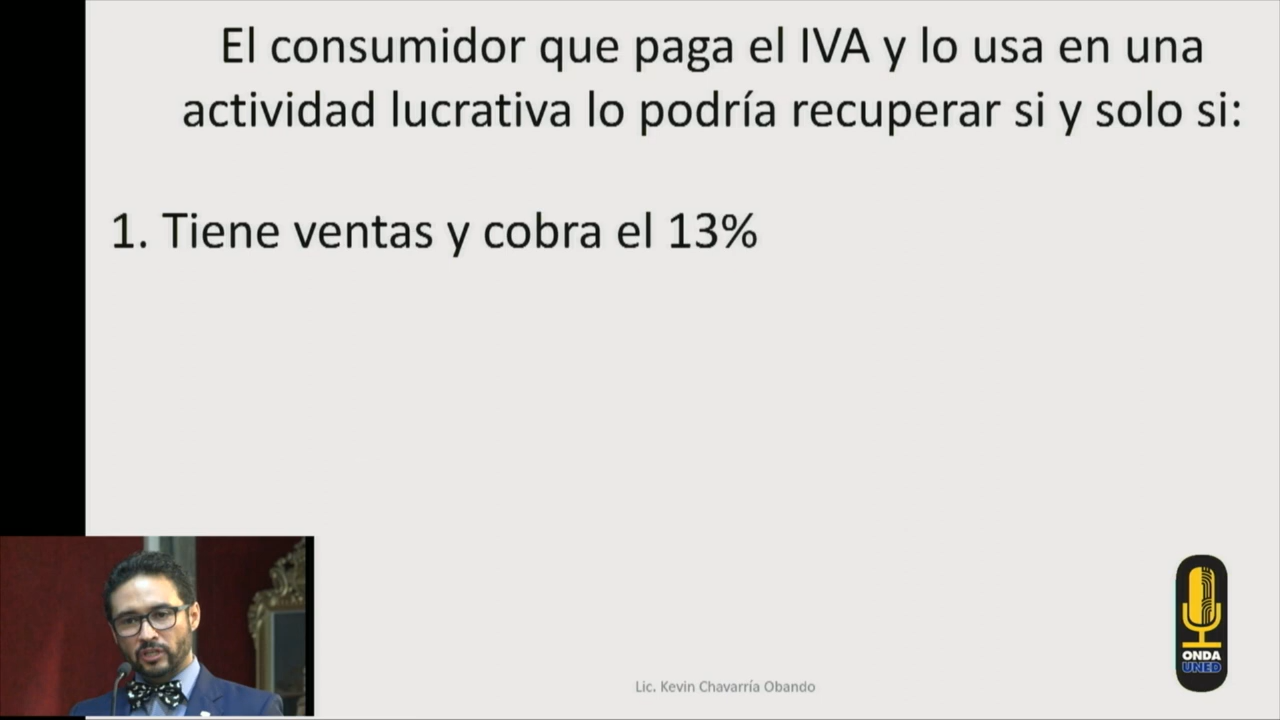 El consumidor que paga el IVA y lo usa en una
actividad lucrativa lo podría recuperar si y solo si:
1. Tiene ventas y cobra el 13%
ONDA
UNED
Lic. Kevin Chavarría Obando